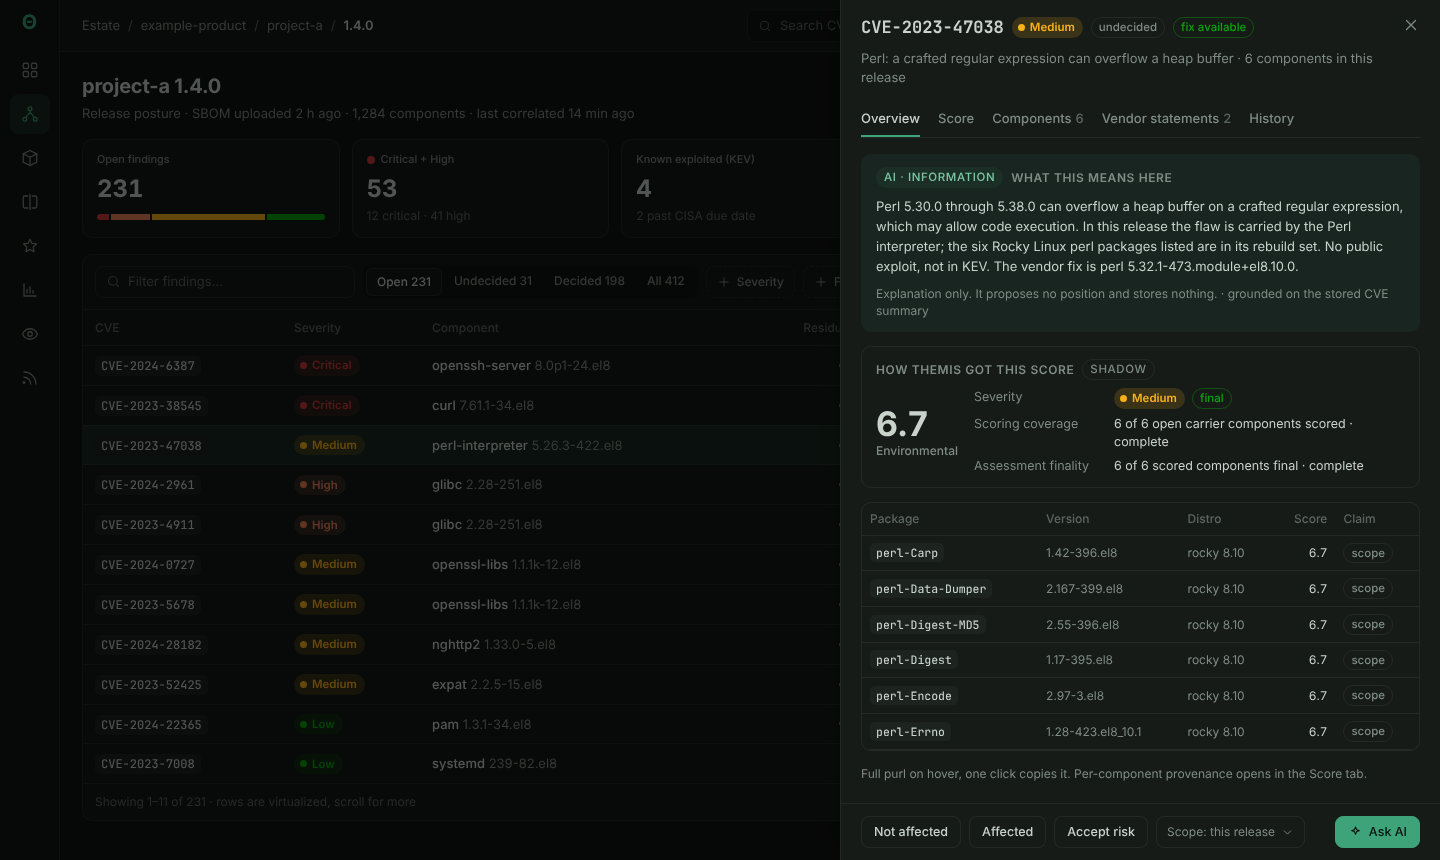 Estate / example-product / project-a / 1.4.0
Search CV
project-a 1.4.0
Release posture · SBOM uploaded 2 h ago · 1,284 components · last correlated 14 min ago
Open findings
231
Critical + High
53
12 critical · 41 high
Known exploited (KEV)
4
2 past CISA due date
Filter findings...
Open 231 Undecided 31 Decided 198 All 412
+ Severity
+ F
CVE Severity Component Residu
CVE-2024-6387 Critical openssh-server 8.0p1-24.el8
CVE-2023-38545 Critical curl 7.61.1-34.el8
CVE-2023-47038 Medium perl-interpreter 5.26.3-422.el8
CVE-2024-2961 High glibc 2.28-251.el8
CVE-2023-4911 High glibc 2.28-251.el8
CVE-2024-0727 Medium openssl-libs 1.1.1k-12.el8
CVE-2023-5678 Medium openssl-libs 1.1.1k-12.el8
CVE-2024-28182 Medium nghttp2 1.33.0-5.el8
CVE-2023-52425 Medium expat 2.2.5-15.el8
CVE-2024-22365 Low pam 1.3.1-34.el8
CVE-2023-7008 Low systemd 239-82.el8
Showing 1–11 of 231 · rows are virtualized, scroll for more
CVE-2023-47038 Medium undecided fix available
Perl: a crafted regular expression can overflow a heap buffer · 6 components in this
release
Overview Score Components 6 Vendor statements 2 History
AI · INFORMATION WHAT THIS MEANS HERE
Perl 5.30.0 through 5.38.0 can overflow a heap buffer on a crafted regular expression,
which may allow code execution. In this release the flaw is carried by the Perl
interpreter; the six Rocky Linux perl packages listed are in its rebuild set. No public
exploit, not in KEV. The vendor fix is perl 5.32.1-473.module+el8.10.0.
Explanation only. It proposes no position and stores nothing. · grounded on the stored CVE
summary
HOW THEMIS GOT THIS SCORE SHADOW
6.7
Environmental
Severity Medium final
Scoring coverage 6 of 6 open carrier components scored ·
complete
Assessment finality 6 of 6 scored components final · complete
Package Version Distro Score Claim
perl-Carp 1.42-396.el8 rocky 8.10 6.7 scope
perl-Data-Dumper 2.167-399.el8 rocky 8.10 6.7 scope
perl-Digest-MD5 2.55-396.el8 rocky 8.10 6.7 scope
perl-Digest 1.17-395.el8 rocky 8.10 6.7 scope
perl-Encode 2.97-3.el8 rocky 8.10 6.7 scope
perl-Errno 1.28-423.el8_10.1 rocky 8.10 6.7 scope
Full purl on hover, one click copies it. Per-component provenance opens in the Score tab.
Not affected Affected Accept risk Scope: this release Ask AI